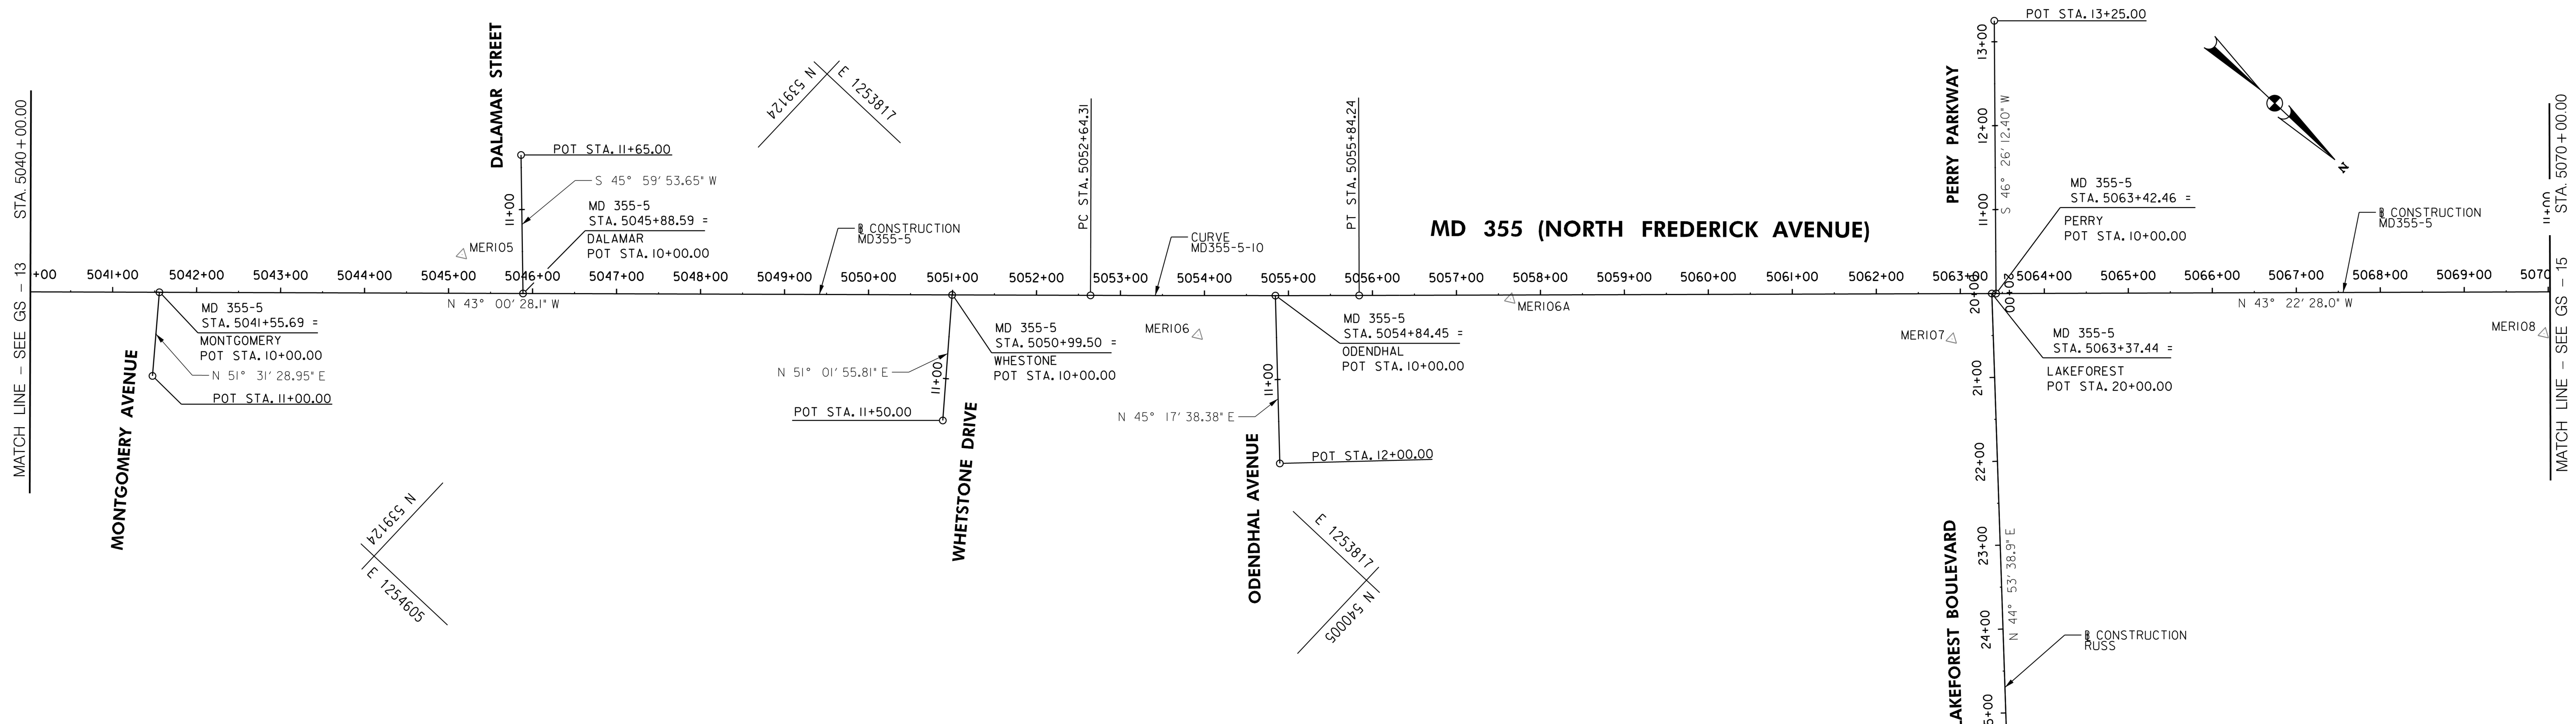 MATCH LINE - SEE GS - 13 STA. 5040+00.00
DALAMAR STREET
POT STA. 11+65.00
S 45° 59' 53.65" W
11+00
MD 355-5
STA. 5045+88.59 =
DALAMAR
POT STA. 10+00.00
N 539124
E 1253817
MER105
B CONSTRUCTION
MD355-5
PC STA. 5052+64.31
CURVE
MD355-5-10
PT STA. 5055+84.24
MD 355 (NORTH FREDERICK AVENUE)
PERRY PARKWAY
POT STA. 13+25.00
13+00
12+00
11+00
S 46° 26' 12.40" W
MD 355-5
STA. 5063+42.46 =
PERRY
POT STA. 10+00.00
N
B CONSTRUCTION
MD355-5
11+00
MATCH LINE - SEE GS - 15 STA. 5070+00.00
+00 5041+00 5042+00 5043+00 5044+00 5045+00 5046+00 5047+00 5048+00 5049+00 5050+00 5051+00 5052+00 5053+00 5054+00 5055+00 5056+00 5057+00 5058+00 5059+00 5060+00 5061+00 5062+00 5063+00 5064+00 5065+00 5066+00 5067+00 5068+00 5069+00 5070
N 43° 00' 28.1" W
N 43° 22' 28.0" W
MD 355-5
STA. 5041+55.69 =
MONTGOMERY
POT STA. 10+00.00
N 51° 31' 28.95" E
POT STA. 11+00.00
MONTGOMERY AVENUE
N 539124
E 1254605
MD 355-5
STA. 5050+99.50 =
WHESTONE
POT STA. 10+00.00
N 51° 01' 55.81" E
11+00
POT STA. 11+50.00
WHETSTONE DRIVE
MER106
MER106A
MD 355-5
STA. 5054+84.45 =
ODENDHAL
POT STA. 10+00.00
11+00
N 45° 17' 38.38" E
POT STA. 12+00.00
ODENDHAL AVENUE
E 1253817
N 540005
MER107
MER108
20+00
MD 355-5
STA. 5063+37.44 =
LAKEFOREST
POT STA. 20+00.00
21+00
22+00
23+00
24+00
5+00
N 44° 53' 38.9" E
LAKEFOREST BOULEVARD
B CONSTRUCTION
RUSS